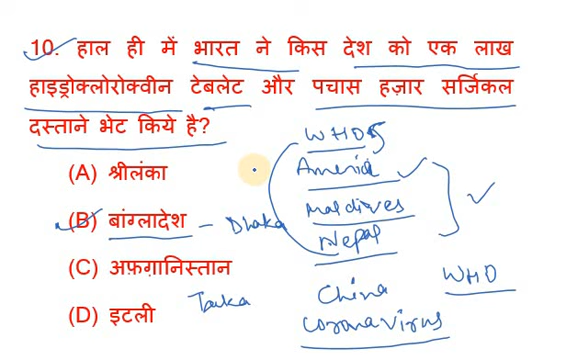 10. हाल ही में भारत ने किस देश को एक लाख
हाइड्रोक्लोरोक्वीन टेबलेट और पचास हज़ार सर्जिकल
दस्ताने भेट किये है?
WHO
(A) श्रीलंका America
(B) बांग्लादेश – Dhaka Maldives
Nepal
(C) अफ़ग़ानिस्तान WHO
(D) इटली Taka China
coronavirus